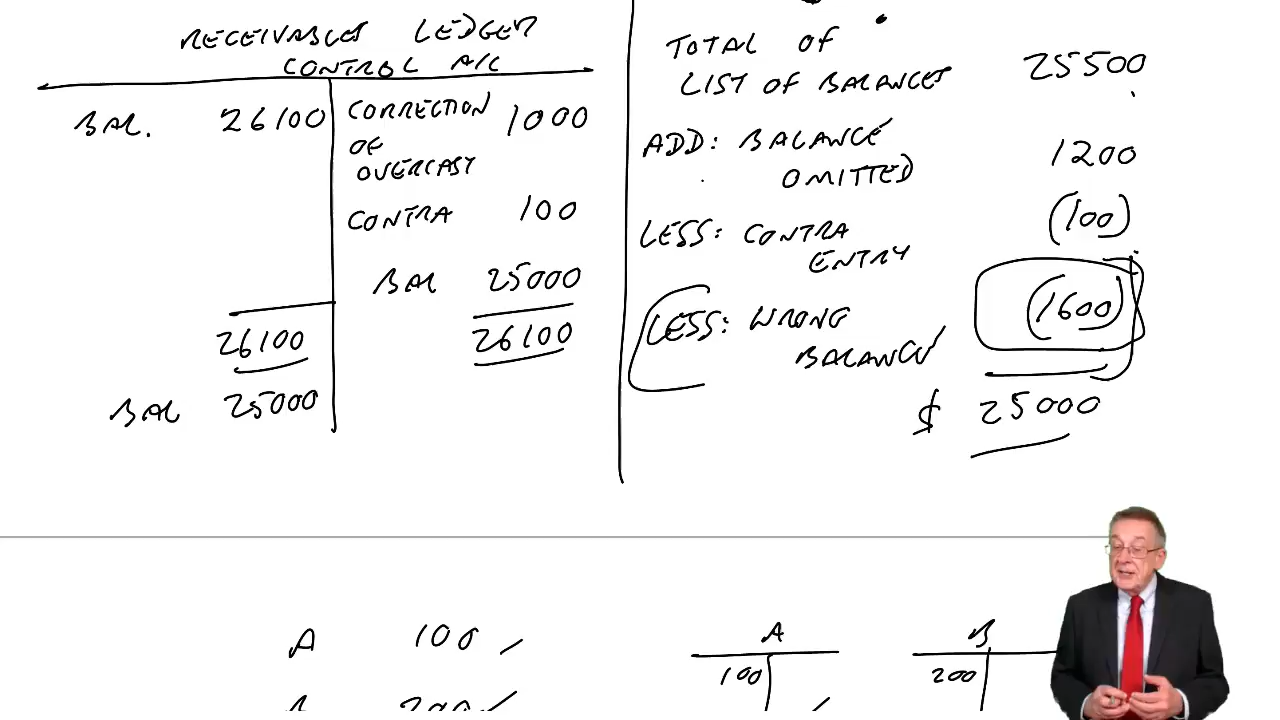 RECEIVABLES LEDGER
CONTROL A/C
BAL. 26100 CORRECTION 1000
OF
OVERCAST
CONTRA 100
BAL 25000
26100 26100
BAL 25000
TOTAL OF
LIST OF BALANCES 25500
ADD: BALANCE 1200
OMITTED
LESS: CONTRA (100)
ENTRY
LESS: WRONG (1600)
BALANCE
$ 25000
A 100
B 200
A
100
B
200